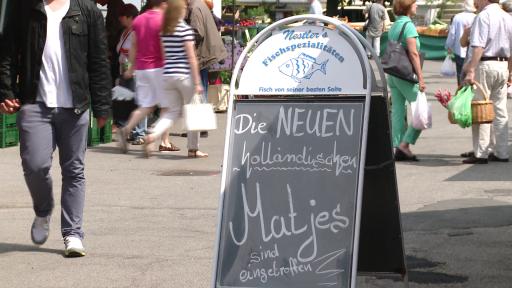 Nestler's
Fischspezialitäten
Fisch von seiner besten Seite
Die NEUEN
holländischen
Matjes
sind
eingetroffen